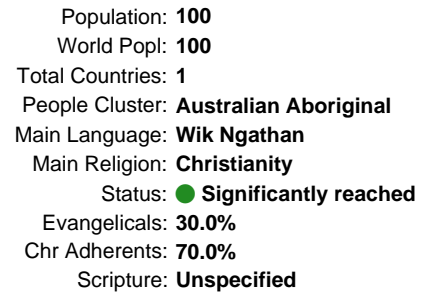 Population: 100
World Popl: 100
Total Countries: 1
People Cluster: Australian Aboriginal
Main Language: Wik Ngathan
Main Religion: Christianity
Status: Significantly reached
Evangelicals: 30.0%
Chr Adherents: 70.0%
Scripture: Unspecified